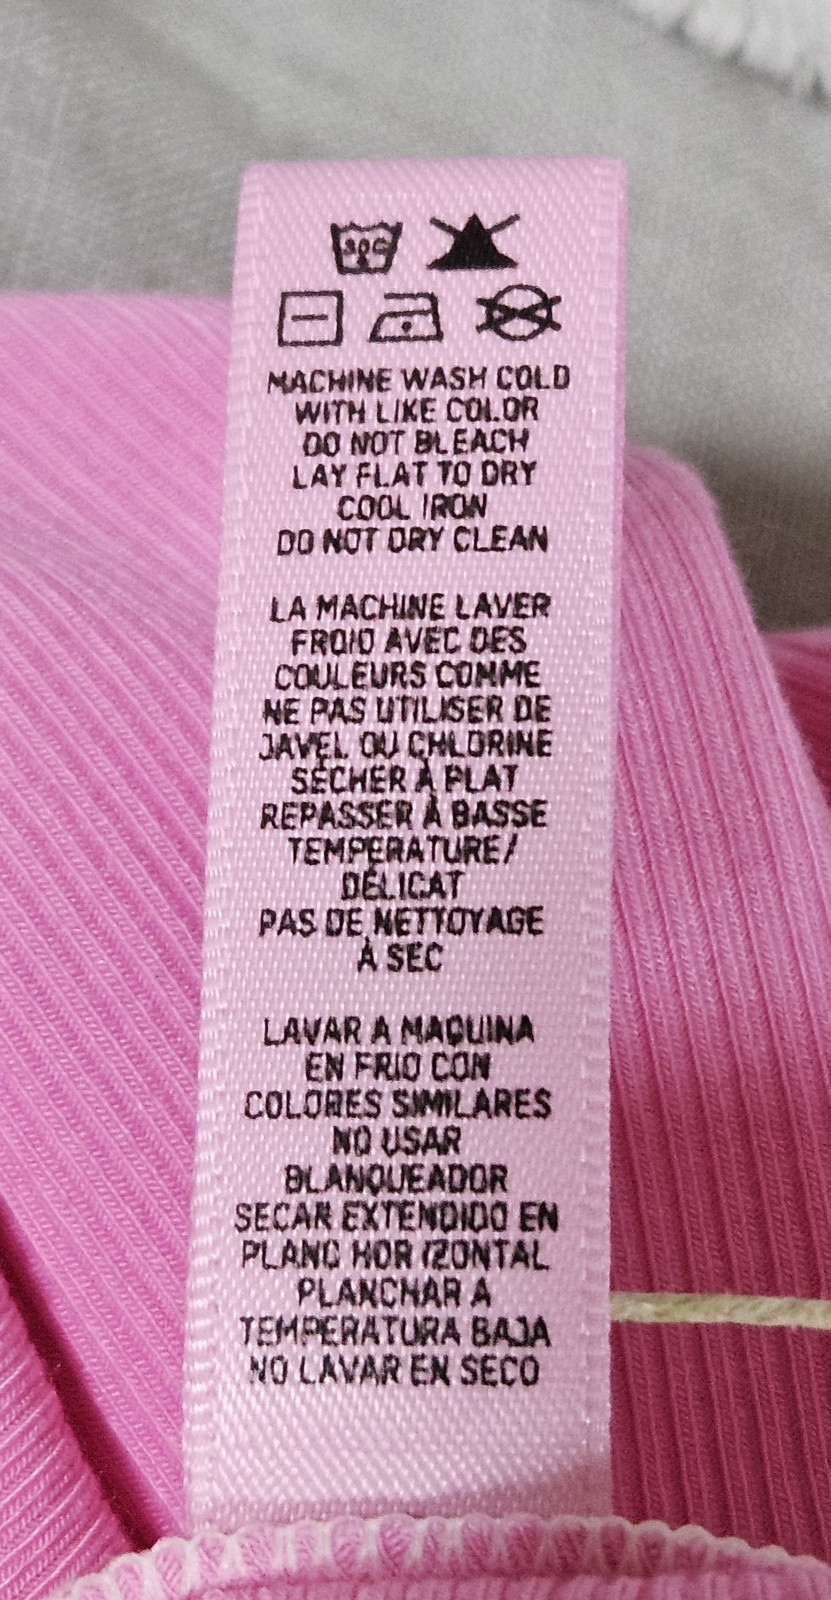 30C
MACHINE WASH COLD
WITH LIKE COLOR
DO NOT BLEACH
LAY FLAT TO DRY
COOL IRON
DO NOT DRY CLEAN
LA MACHINE LAVER
FROID AVEC DES
COULEURS COMME
NE PAS UTILISER DE
JAVEL OU CHLORINE
SÉCHER À PLAT
REPASSER À BASSE
TEMPERATURE/
DÉLICAT
PAS DE NETTOYAGE
À SEC
LAVAR A MAQUINA
EN FRIO CON
COLORES SIMILARES
NO USAR
BLANQUEADOR
SECAR EXTENDIDO EN
PLANO HORIZONTAL
PLANCHAR A
TEMPERATURA BAJA
NO LAVAR EN SECO